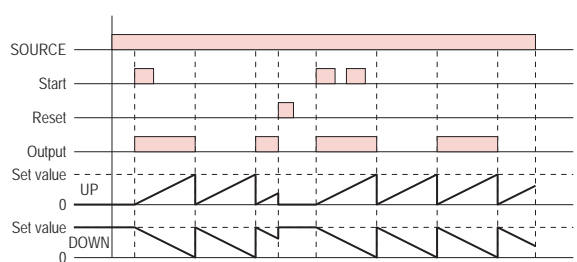 SOURCE
Start
Reset
Output
Set value
UP
0
Set value
DOWN
0